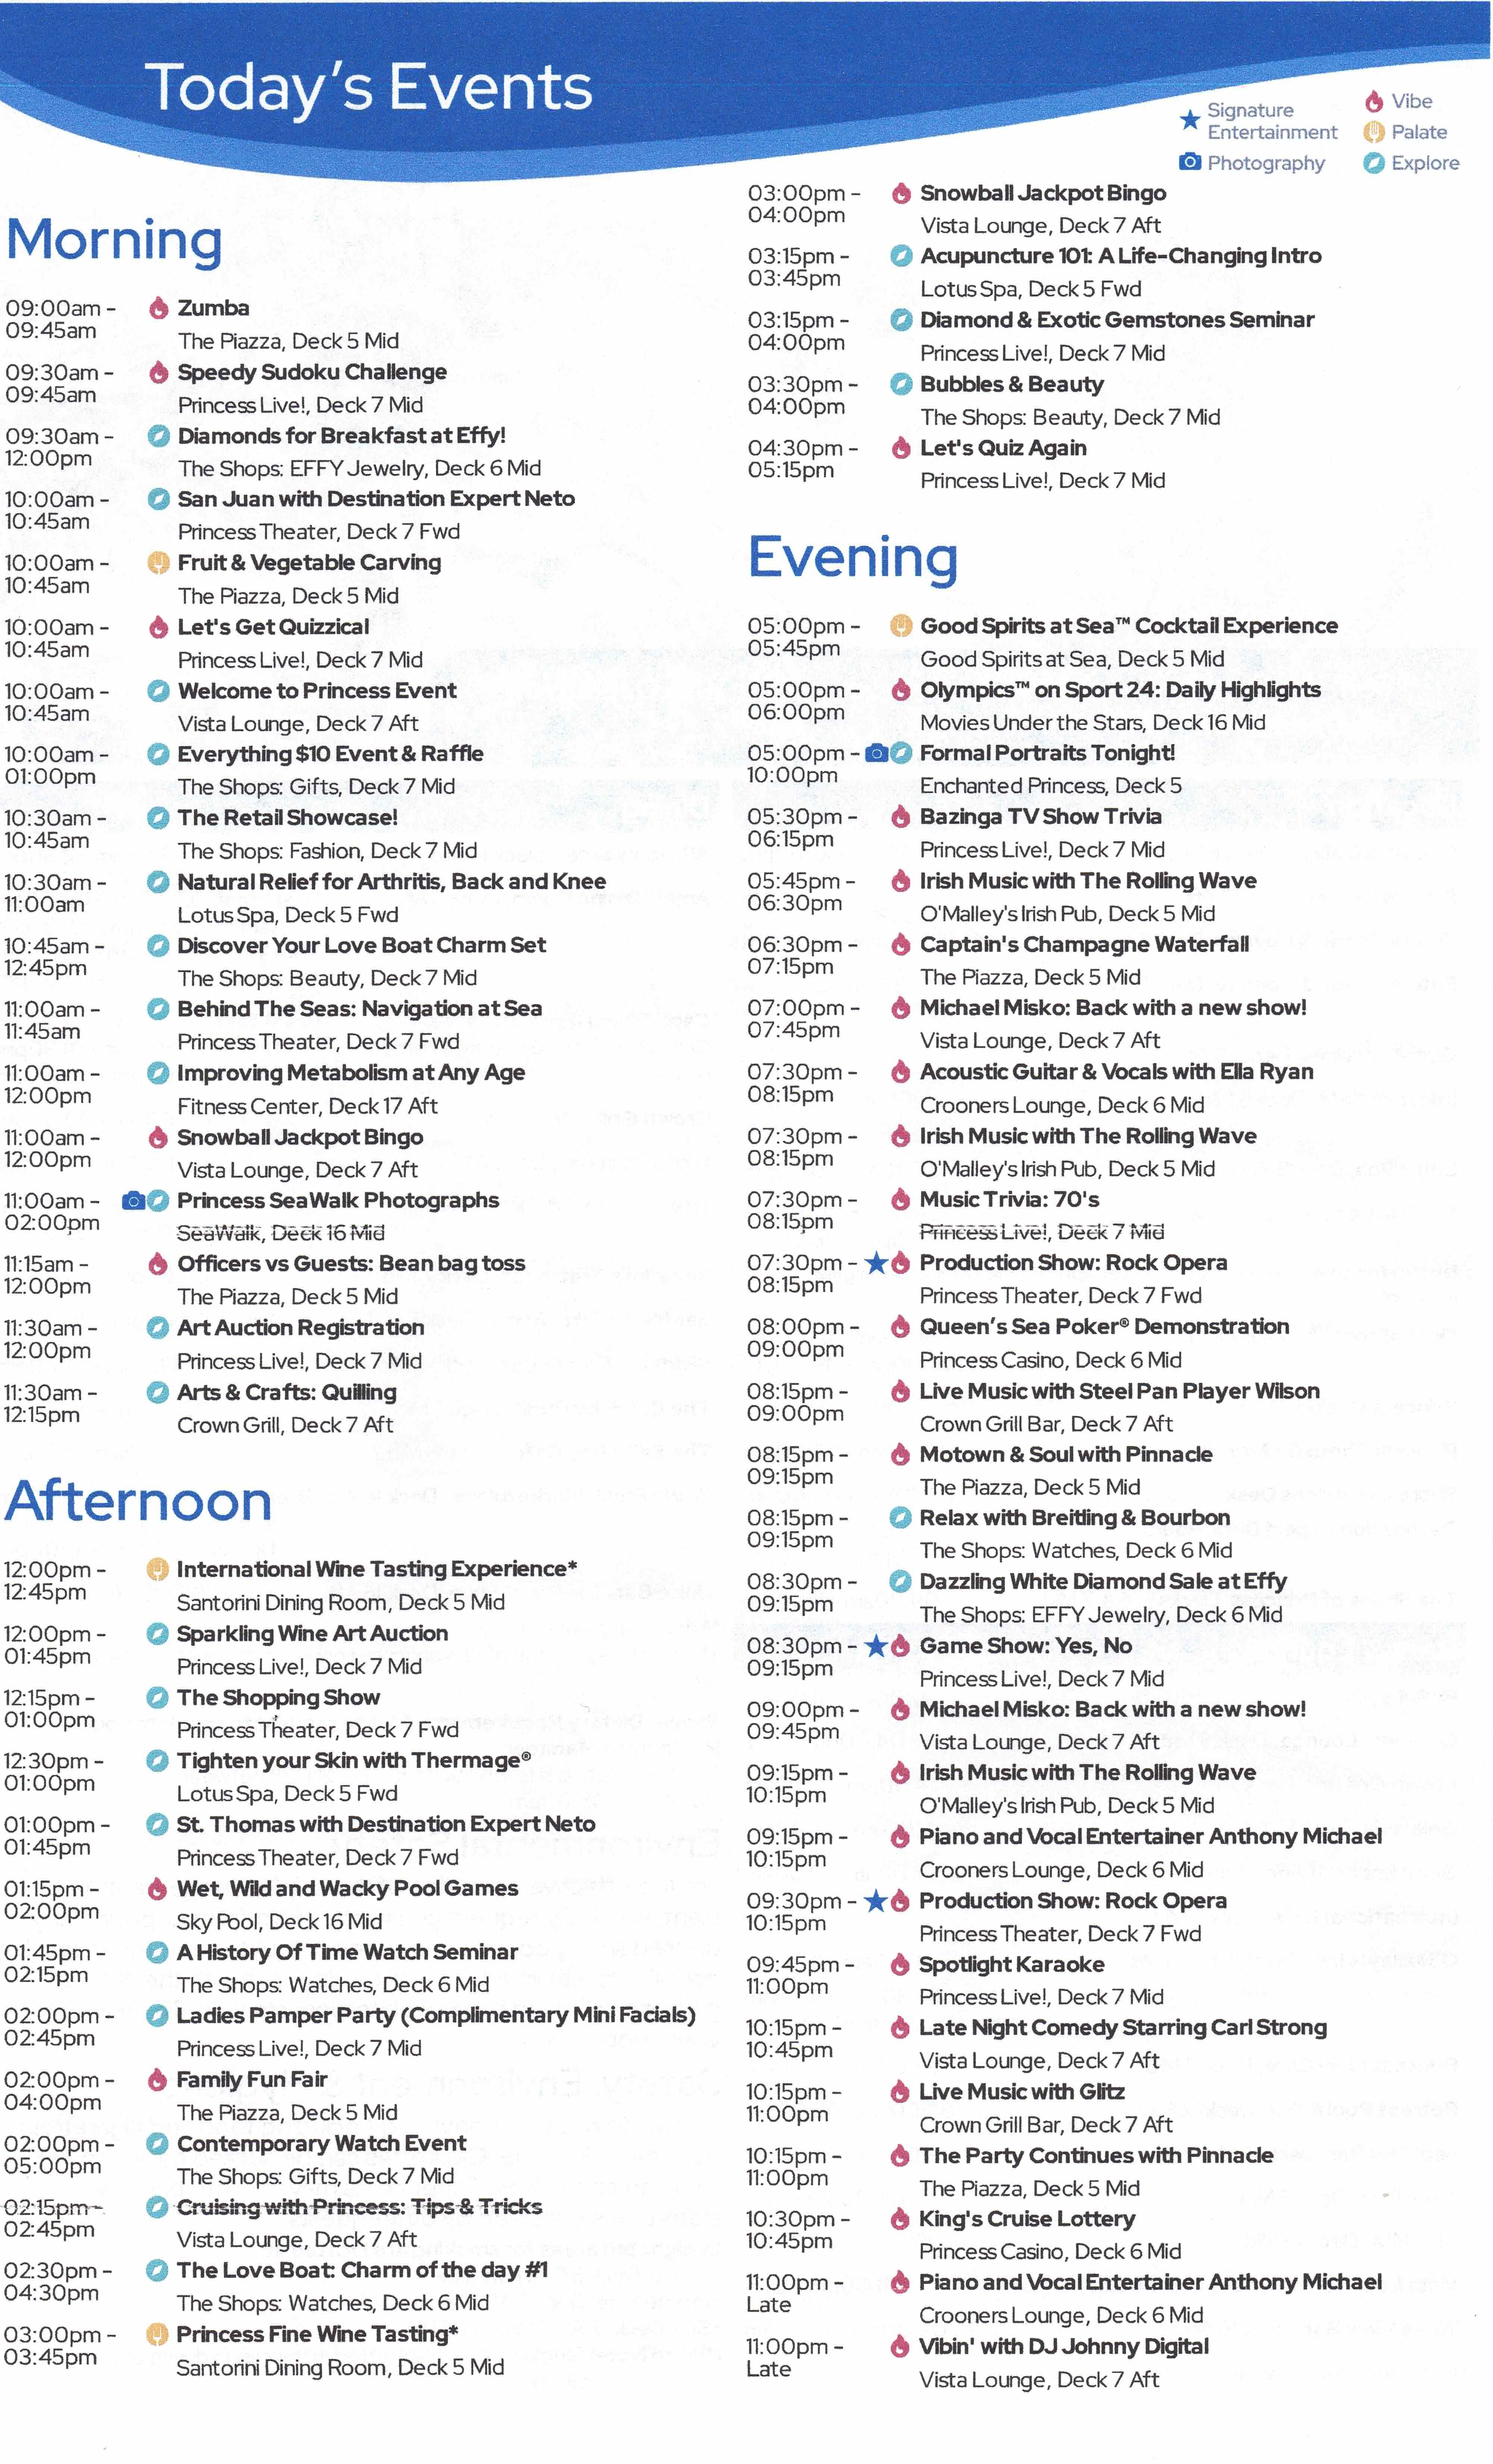 Today's Events
Signature
Entertainment
Photography
Vibe
Palate
Explore
Morning
09:00am -
09:45am
Zumba
The Piazza, Deck 5 Mid
09:30am -
09:45am
Speedy Sudoku Challenge
Princess Live!, Deck 7 Mid
09:30am -
12:00pm
Diamonds for Breakfast at Effy!
The Shops: EFFY Jewelry, Deck 6 Mid
10:00am -
10:45am
San Juan with Destination Expert Neto
Princess Theater, Deck 7 Fwd
10:00am -
10:45am
Fruit & Vegetable Carving
The Piazza, Deck 5 Mid
10:00am -
10:45am
Let's Get Quizzical
Princess Live!, Deck 7 Mid
10:00am -
10:45am
Welcome to Princess Event
Vista Lounge, Deck 7 Aft
10:00am -
01:00pm
Everything $10 Event & Raffle
The Shops: Gifts, Deck 7 Mid
10:30am -
10:45am
The Retail Showcase!
The Shops: Fashion, Deck 7 Mid
10:30am -
11:00am
Natural Relief for Arthritis, Back and Knee
Lotus Spa, Deck 5 Fwd
10:45am -
12:45pm
Discover Your Love Boat Charm Set
The Shops: Beauty, Deck 7 Mid
11:00am -
11:45am
Behind The Seas: Navigation at Sea
Princess Theater, Deck 7 Fwd
11:00am -
12:00pm
Improving Metabolism at Any Age
Fitness Center, Deck 17 Aft
11:00am -
12:00pm
Snowball Jackpot Bingo
Vista Lounge, Deck 7 Aft
11:00am -
02:00pm
Princess SeaWalk Photographs
SeaWalk, Deck 16 Mid
11:15am -
12:00pm
Officers vs Guests: Bean bag toss
The Piazza, Deck 5 Mid
11:30am -
12:00pm
Art Auction Registration
Princess Live!, Deck 7 Mid
11:30am -
12:15pm
Arts & Crafts: Quilling
Crown Grill, Deck 7 Aft
Afternoon
12:00pm -
12:45pm
International Wine Tasting Experience*
Santorini Dining Room, Deck 5 Mid
12:00pm -
01:45pm
Sparkling Wine Art Auction
Princess Live!, Deck 7 Mid
12:15pm -
01:00pm
The Shopping Show
Princess Theater, Deck 7 Fwd
12:30pm -
01:00pm
Tighten your Skin with Thermage®
Lotus Spa, Deck 5 Fwd
01:00pm -
01:45pm
St. Thomas with Destination Expert Neto
Princess Theater, Deck 7 Fwd
01:15pm -
02:00pm
Wet, Wild and Wacky Pool Games
Sky Pool, Deck 16 Mid
01:45pm -
02:15pm
A History Of Time Watch Seminar
The Shops: Watches, Deck 6 Mid
02:00pm -
02:45pm
Ladies Pamper Party (Complimentary Mini Facials)
Princess Live!, Deck 7 Mid
02:00pm -
04:00pm
Family Fun Fair
The Piazza, Deck 5 Mid
02:00pm -
05:00pm
Contemporary Watch Event
The Shops: Gifts, Deck 7 Mid
02:15pm -
02:45pm
Cruising with Princess: Tips & Tricks
Vista Lounge, Deck 7 Aft
02:30pm -
04:30pm
The Love Boat: Charm of the day #1
The Shops: Watches, Deck 6 Mid
03:00pm -
03:45pm
Princess Fine Wine Tasting*
Santorini Dining Room, Deck 5 Mid
03:00pm -
04:00pm
Snowball Jackpot Bingo
Vista Lounge, Deck 7 Aft
03:15pm -
03:45pm
Acupuncture 101: A Life-Changing Intro
Lotus Spa, Deck 5 Fwd
03:15pm -
04:00pm
Diamond & Exotic Gemstones Seminar
Princess Live!, Deck 7 Mid
03:30pm -
04:00pm
Bubbles & Beauty
The Shops: Beauty, Deck 7 Mid
04:30pm -
05:15pm
Let's Quiz Again
Princess Live!, Deck 7 Mid
Evening
05:00pm -
05:45pm
Good Spirits at Sea™ Cocktail Experience
Good Spirits at Sea, Deck 5 Mid
05:00pm -
06:00pm
Olympics™ on Sport 24: Daily Highlights
Movies Under the Stars, Deck 16 Mid
05:00pm -
10:00pm
Formal Portraits Tonight!
Enchanted Princess, Deck 5
05:30pm -
06:15pm
Bazinga TV Show Trivia
Princess Live!, Deck 7 Mid
05:45pm -
06:30pm
Irish Music with The Rolling Wave
O'Malley's Irish Pub, Deck 5 Mid
06:30pm -
07:15pm
Captain's Champagne Waterfall
The Piazza, Deck 5 Mid
07:00pm -
07:45pm
Michael Misko: Back with a new show!
Vista Lounge, Deck 7 Aft
07:30pm -
08:15pm
Acoustic Guitar & Vocals with Ella Ryan
Crooners Lounge, Deck 6 Mid
07:30pm -
08:15pm
Irish Music with The Rolling Wave
O'Malley's Irish Pub, Deck 5 Mid
07:30pm -
08:15pm
Music Trivia: 70's
Princess Live!, Deck 7 Mid
07:30pm -
08:15pm
Production Show: Rock Opera
Princess Theater, Deck 7 Fwd
08:00pm -
09:00pm
Queen's Sea Poker® Demonstration
Princess Casino, Deck 6 Mid
08:15pm -
09:00pm
Live Music with Steel Pan Player Wilson
Crown Grill Bar, Deck 7 Aft
08:15pm -
09:15pm
Motown & Soul with Pinnacle
The Piazza, Deck 5 Mid
08:15pm -
09:15pm
Relax with Breitling & Bourbon
The Shops: Watches, Deck 6 Mid
08:30pm -
09:15pm
Dazzling White Diamond Sale at Effy
The Shops: EFFY Jewelry, Deck 6 Mid
08:30pm -
09:15pm
Game Show: Yes, No
Princess Live!, Deck 7 Mid
09:00pm -
09:45pm
Michael Misko: Back with a new show!
Vista Lounge, Deck 7 Aft
09:15pm -
10:15pm
Irish Music with The Rolling Wave
O'Malley's Irish Pub, Deck 5 Mid
09:15pm -
10:15pm
Piano and Vocal Entertainer Anthony Michael
Crooners Lounge, Deck 6 Mid
09:30pm -
10:15pm
Production Show: Rock Opera
Princess Theater, Deck 7 Fwd
09:45pm -
11:00pm
Spotlight Karaoke
Princess Live!, Deck 7 Mid
10:15pm -
10:45pm
Late Night Comedy Starring Carl Strong
Vista Lounge, Deck 7 Aft
10:15pm -
11:00pm
Live Music with Glitz
Crown Grill Bar, Deck 7 Aft
10:15pm -
11:00pm
The Party Continues with Pinnacle
The Piazza, Deck 5 Mid
10:30pm -
10:45pm
King's Cruise Lottery
Princess Casino, Deck 6 Mid
11:00pm -
Late
Piano and Vocal Entertainer Anthony Michael
Crooners Lounge, Deck 6 Mid
11:00pm -
Late
Vibin' with DJ Johnny Digital
Vista Lounge, Deck 7 Aft